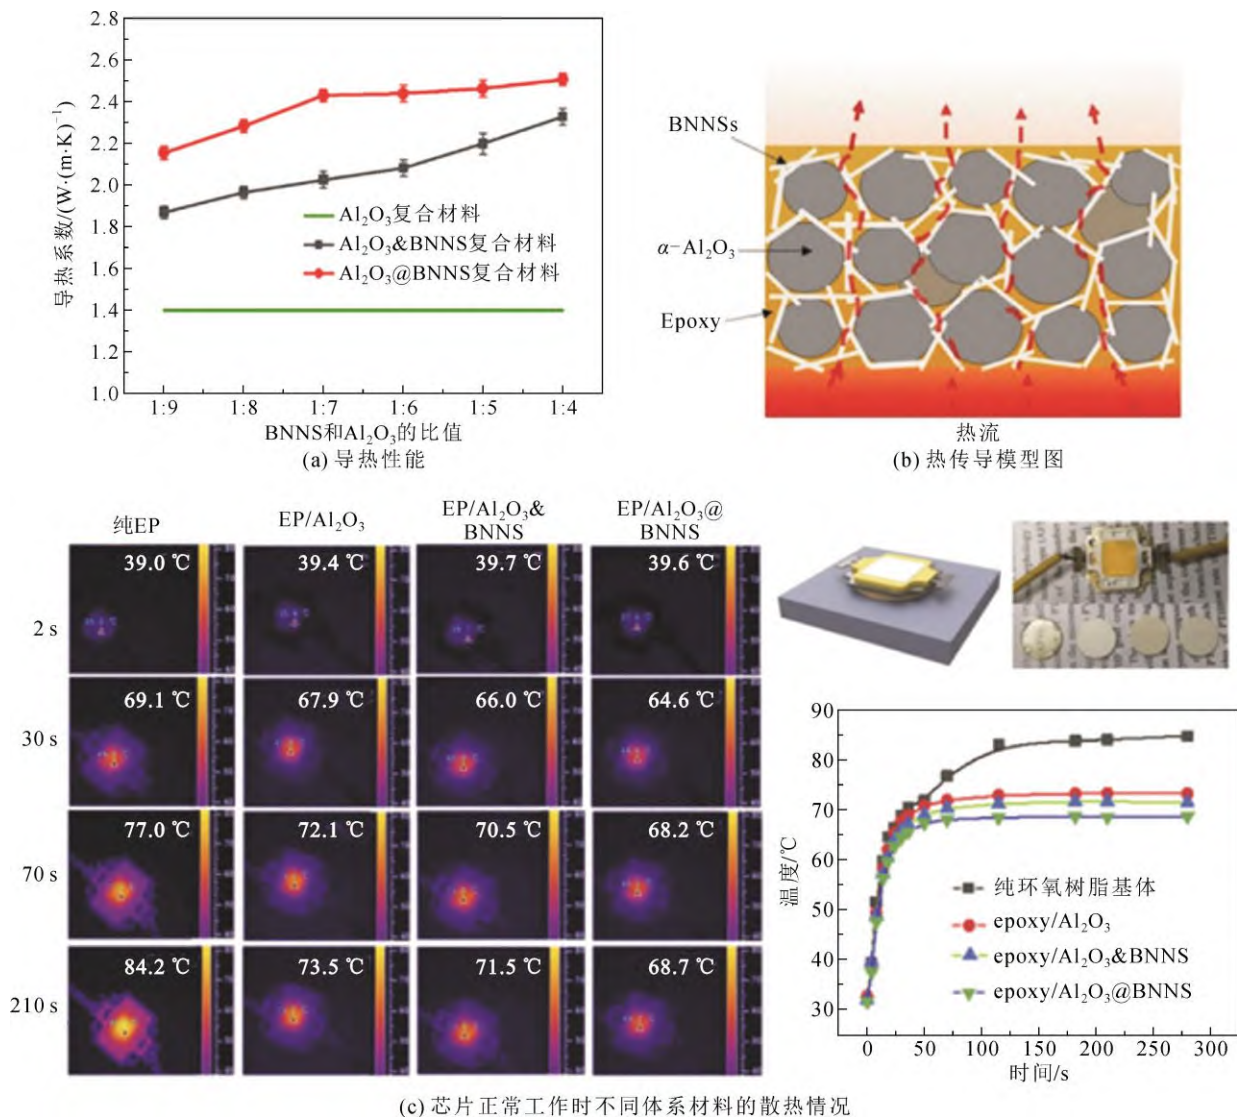 2.8
2.6
2.4
2.2
2.0
1.8
1.6
1.4
1.2
1.0
导热系数/(W·(m·K)⁻¹)
Al₂O₃复合材料
Al₂O₃&BNNS复合材料
Al₂O₃@BNNS复合材料
1:9 1:8 1:7 1:6 1:5 1:4
BNNS和Al₂O₃的比值
(a) 导热性能
BNNSs
α-Al₂O₃
Epoxy
热流
(b) 热传导模型图
纯EP
EP/Al₂O₃
EP/Al₂O₃&
BNNS
EP/Al₂O₃@
BNNS
2 s
39.0 ℃ 39.4 ℃ 39.7 ℃ 39.6 ℃
30 s
69.1 ℃ 67.9 ℃ 66.0 ℃ 64.6 ℃
70 s
77.0 ℃ 72.1 ℃ 70.5 ℃ 68.2 ℃
210 s
84.2 ℃ 73.5 ℃ 71.5 ℃ 68.7 ℃
90
80
70
60
50
40
30
温度/℃
纯环氧树脂基体
epoxy/Al₂O₃
epoxy/Al₂O₃&BNNS
epoxy/Al₂O₃@BNNS
0 50 100 150 200 250 300
时间/s
(c) 芯片正常工作时不同体系材料的散热情况